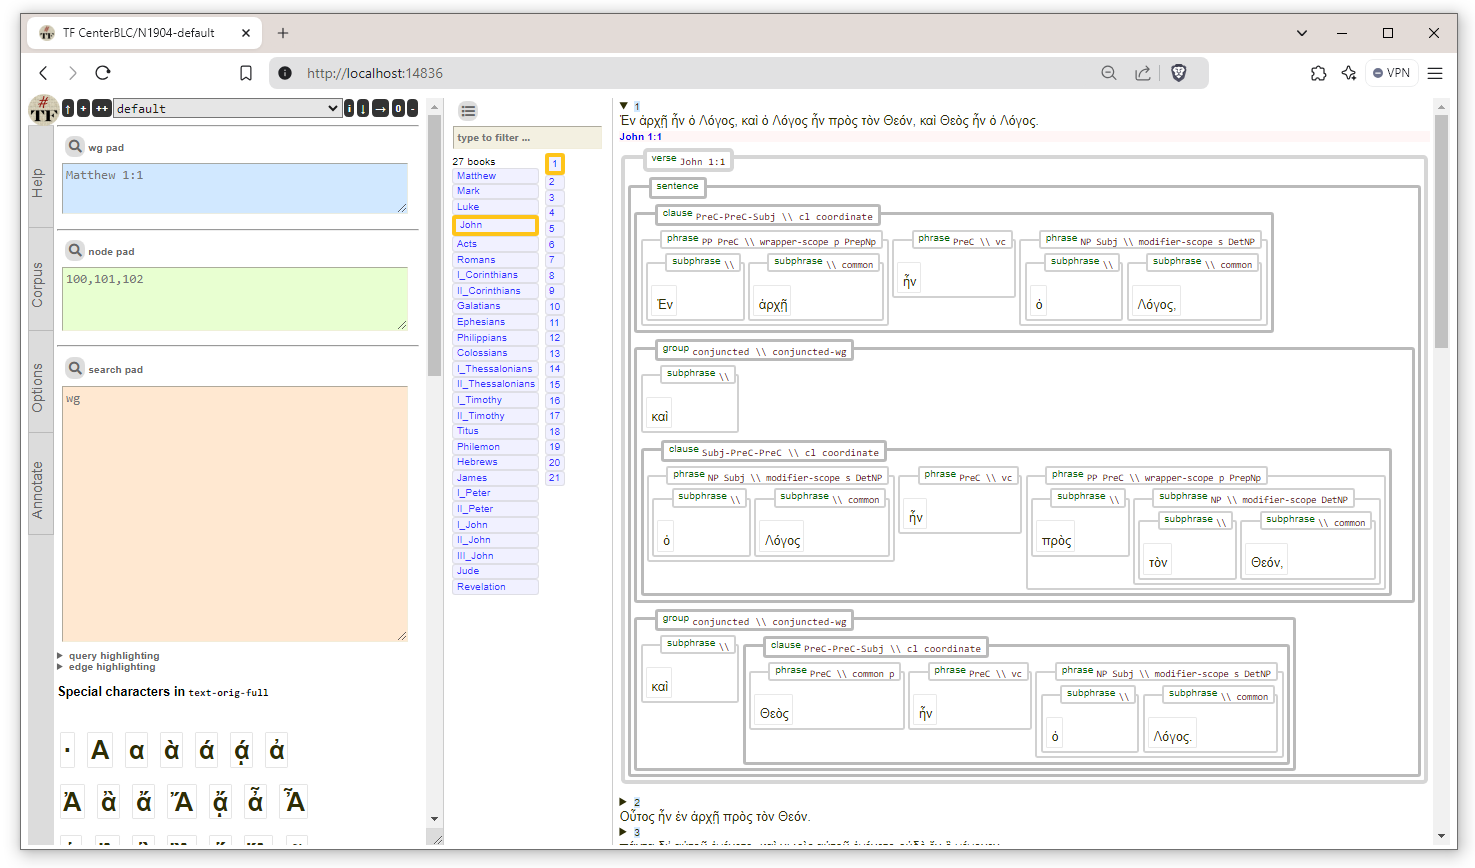 TF CenterBLC/N1904-default
http://localhost:14836
VPN
#
TF
↑ + ++ default i ↓ → 0 -
Help
Corpus
Options
Annotate
wg pad
Matthew 1:1
node pad
100,101,102
search pad
wg
query highlighting
edge highlighting
Special characters in text-orig-full
· Α α ὰ ά ᾴ ἀ
type to filter ...
27 books
Matthew
Mark
Luke
John
Acts
Romans
I_Corinthians
II_Corinthians
Galatians
Ephesians
Philippians
Colossians
I_Thessalonians
II_Thessalonians
I_Timothy
II_Timothy
Titus
Philemon
Hebrews
James
I_Peter
II_Peter
I_John
II_John
III_John
Jude
Revelation
1
2
3
4
5
6
7
8
9
10
11
12
13
14
15
16
17
18
19
20
21
1
Ἐν ἀρχῇ ἦν ὁ Λόγος, καὶ ὁ Λόγος ἦν πρὸς τὸν Θεόν, καὶ Θεὸς ἦν ὁ Λόγος.
John 1:1
verse John 1:1
sentence
clause PreC-PreC-Subj \\ cl coordinate
phrase PP PreC \\ wrapper-scope p PrepNp
phrase PreC \\ vc
phrase NP Subj \\ modifier-scope s DetNP
subphrase \\
subphrase \\ common
subphrase \\
subphrase \\ common
Ἐν
ἀρχῇ
ἦν
ὁ
Λόγος,
group conjuncted \\ conjuncted-wg
subphrase \\
καὶ
clause Subj-PreC-PreC \\ cl coordinate
phrase NP Subj \\ modifier-scope s DetNP
phrase PreC \\ vc
phrase PP PreC \\ wrapper-scope p PrepNp
subphrase \\
subphrase \\ common
subphrase \\
subphrase NP \\ modifier-scope DetNP
subphrase \\
subphrase \\ common
ὁ
Λόγος
ἦν
πρὸς
τὸν
Θεόν,
group conjuncted \\ conjuncted-wg
subphrase \\
καὶ
clause PreC-PreC-Subj \\ cl coordinate
phrase PreC \\ common p
phrase PreC \\ vc
phrase NP Subj \\ modifier-scope s DetNP
subphrase \\
subphrase \\ common
Θεὸς
ἦν
ὁ
Λόγος.
2
Οὗτος ἦν ἐν ἀρχῇ πρὸς τὸν Θεόν.
3